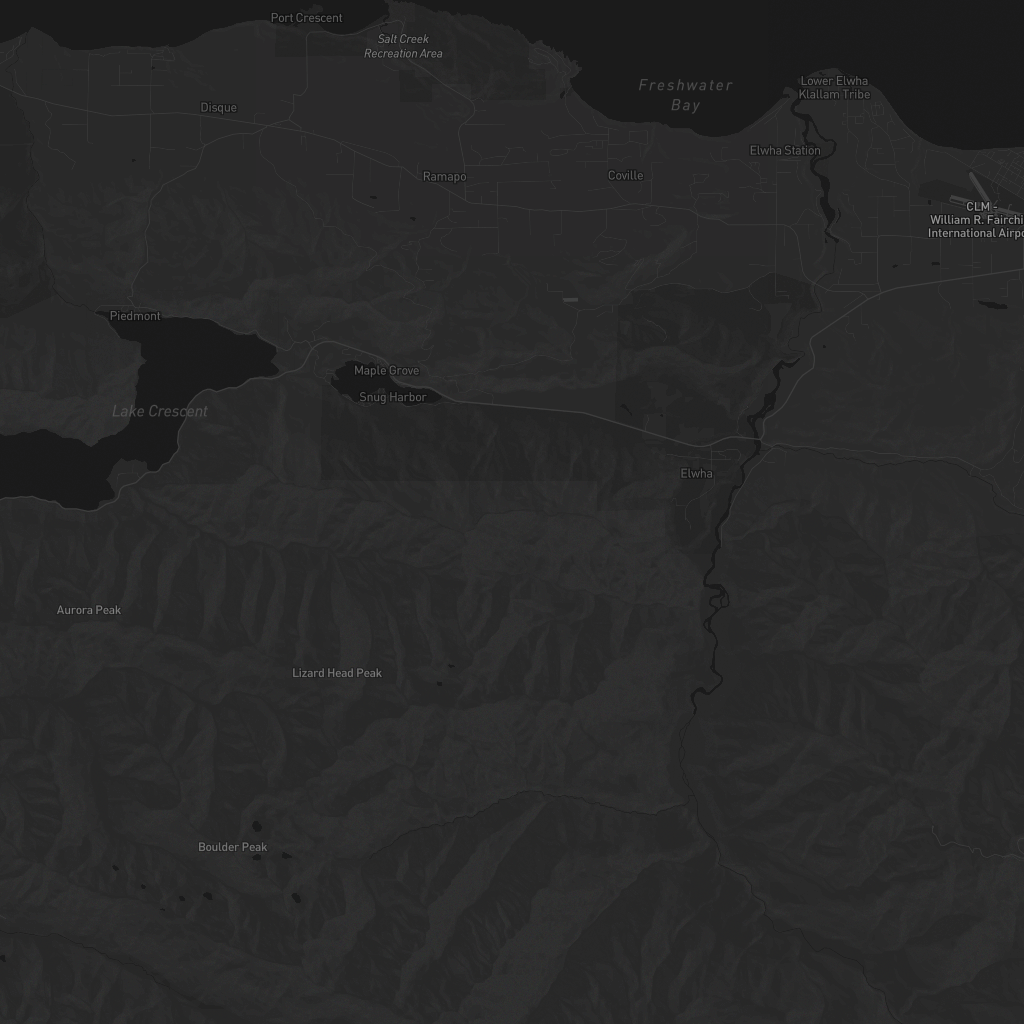 Port Crescent
Salt Creek
Recreation Area
Freshwater
Bay
Lower Elwha
Klallam Tribe
Disque
Elwha Station
Ramapo
Coville
CLM -
William R. Fairchi
International Airpo
Piedmont
Maple Grove
Snug Harbor
Lake Crescent
Elwha
Aurora Peak
Lizard Head Peak
Boulder Peak